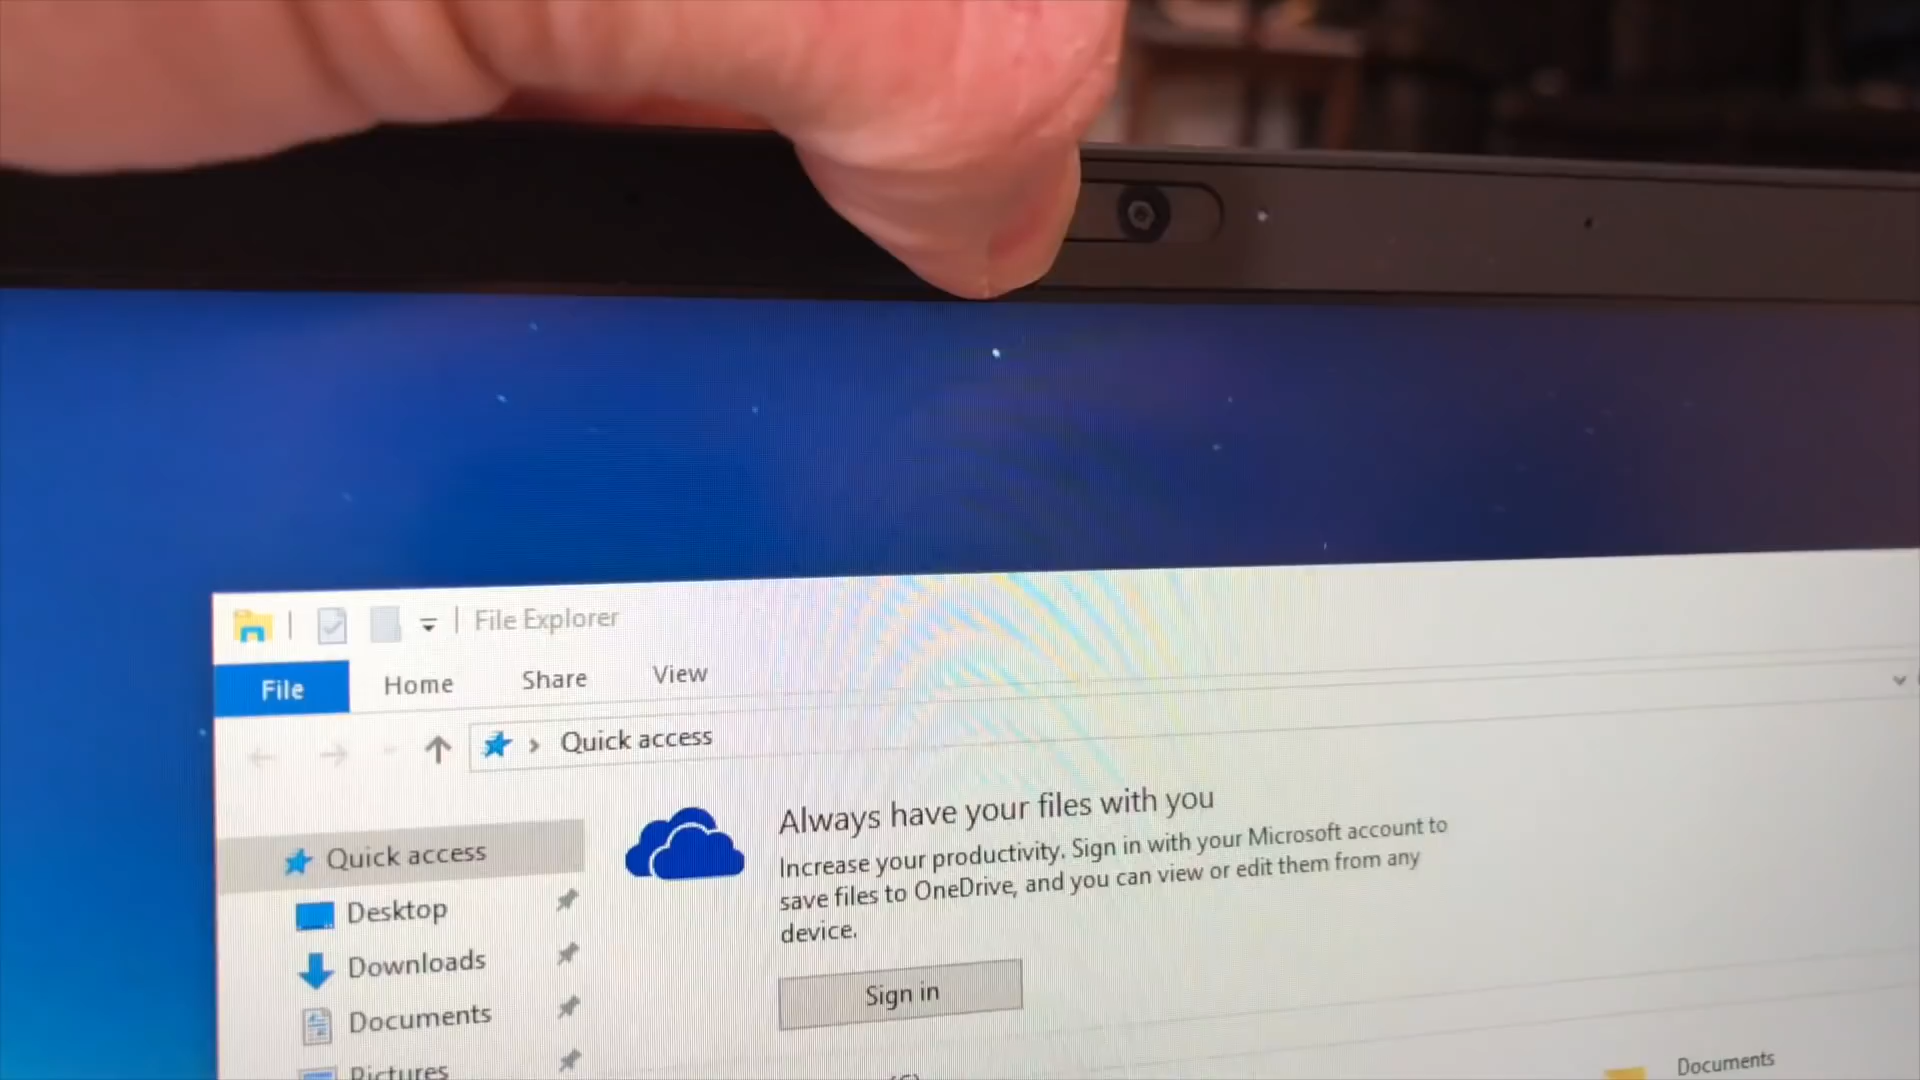 File Explorer
File Home Share View
Quick access
Always have your files with you
Increase your productivity. Sign in with your Microsoft account to
save files to OneDrive, and you can view or edit them from any
device.
Sign in
Quick access
Desktop
Downloads
Documents
Pictures
Documents